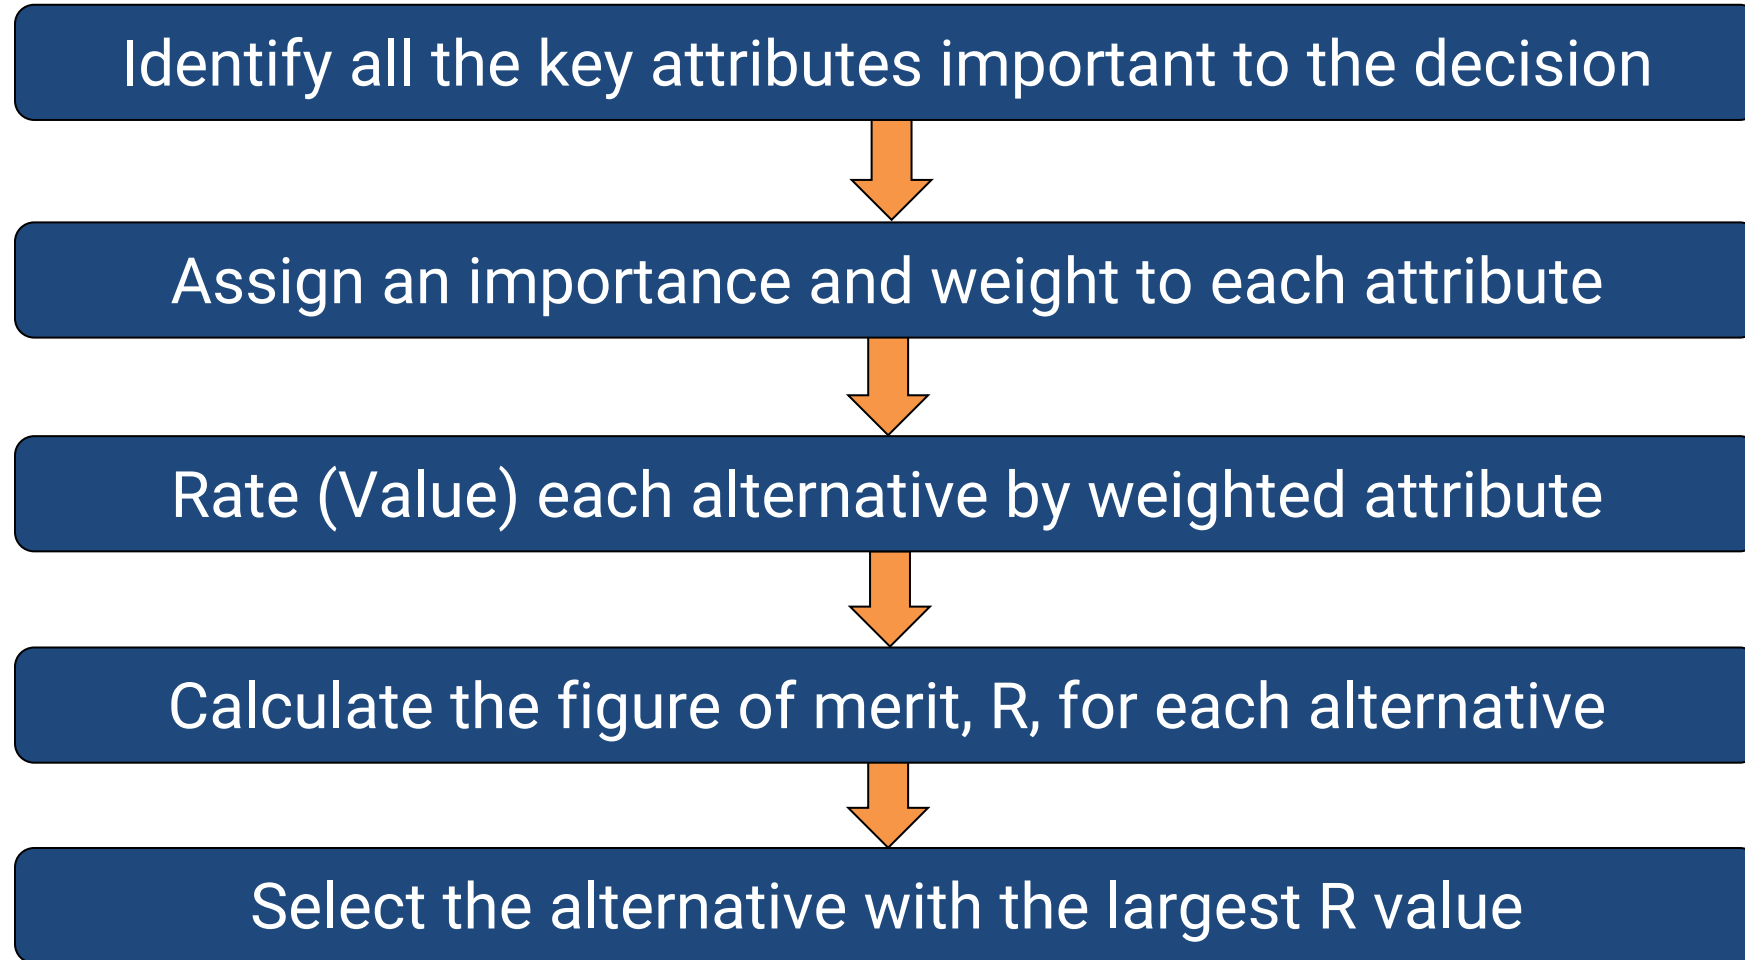 Identify all the key attributes important to the decision
Assign an importance and weight to each attribute
Rate (Value) each alternative by weighted attribute
Calculate the figure of merit, R, for each alternative
Select the alternative with the largest R value